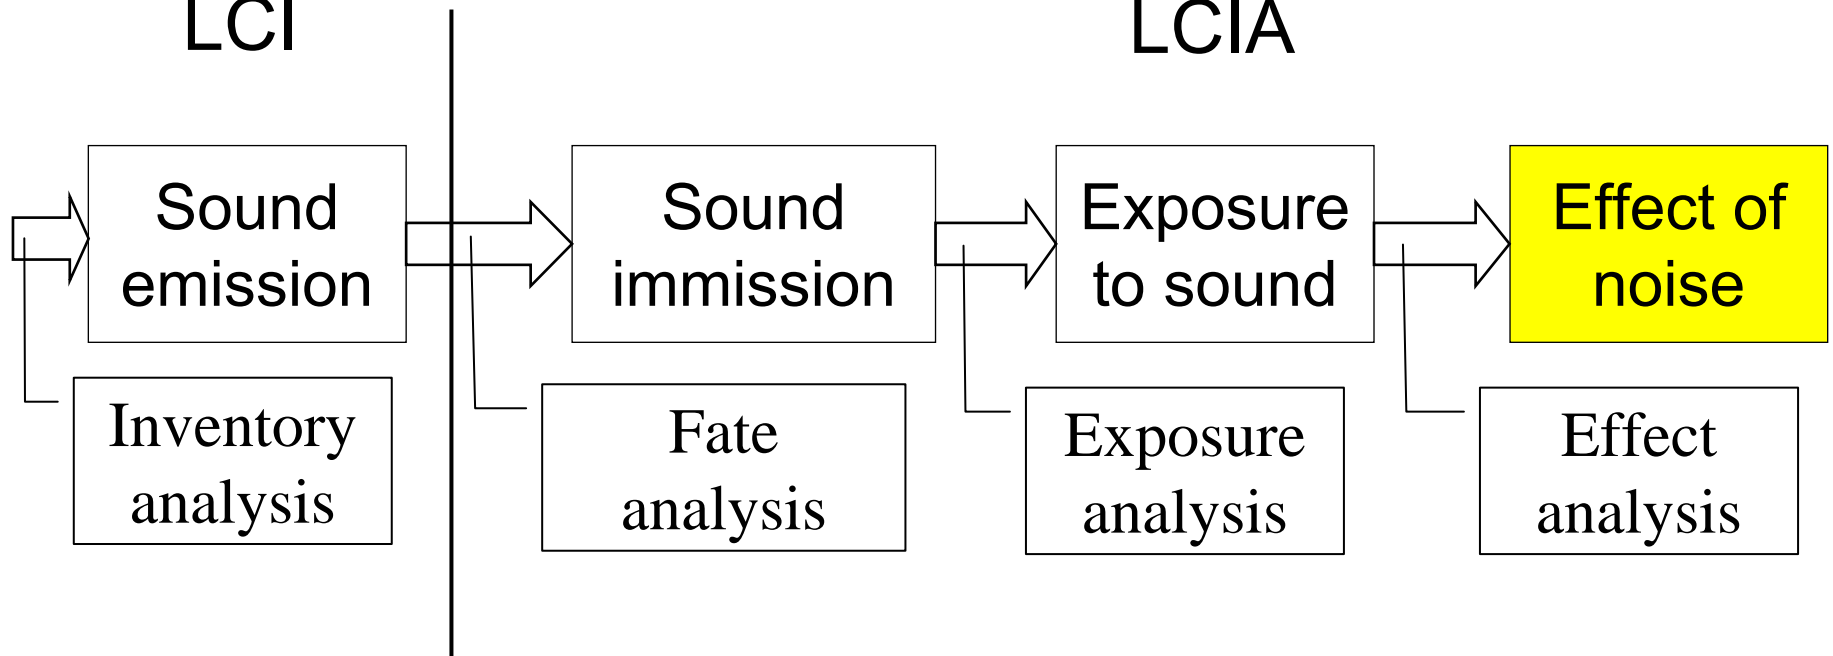 LCI
LCIA
Sound
emission
Sound
immission
Exposure
to sound
Effect of
noise
Inventory
analysis
Fate
analysis
Exposure
analysis
Effect
analysis